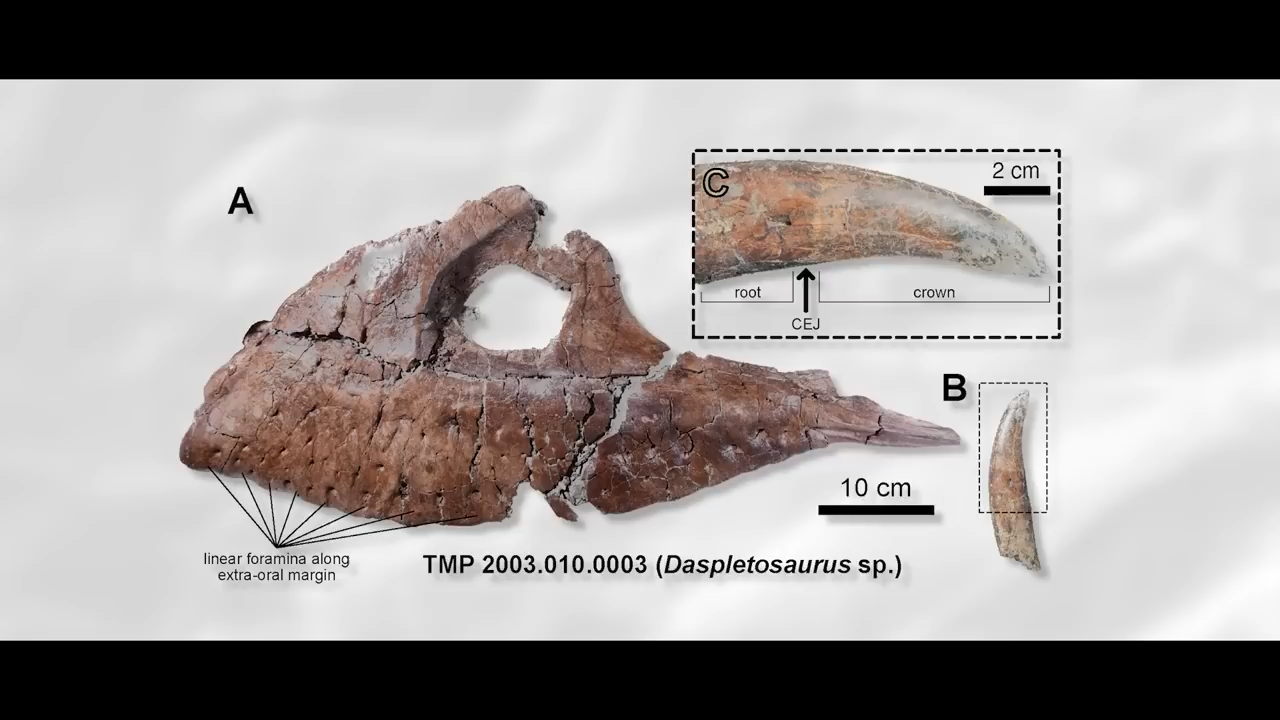 A
C
2 cm
root
crown
CEJ
B
10 cm
linear foramina along
extra-oral margin
TMP 2003.010.0003 (Daspletosaurus sp.)